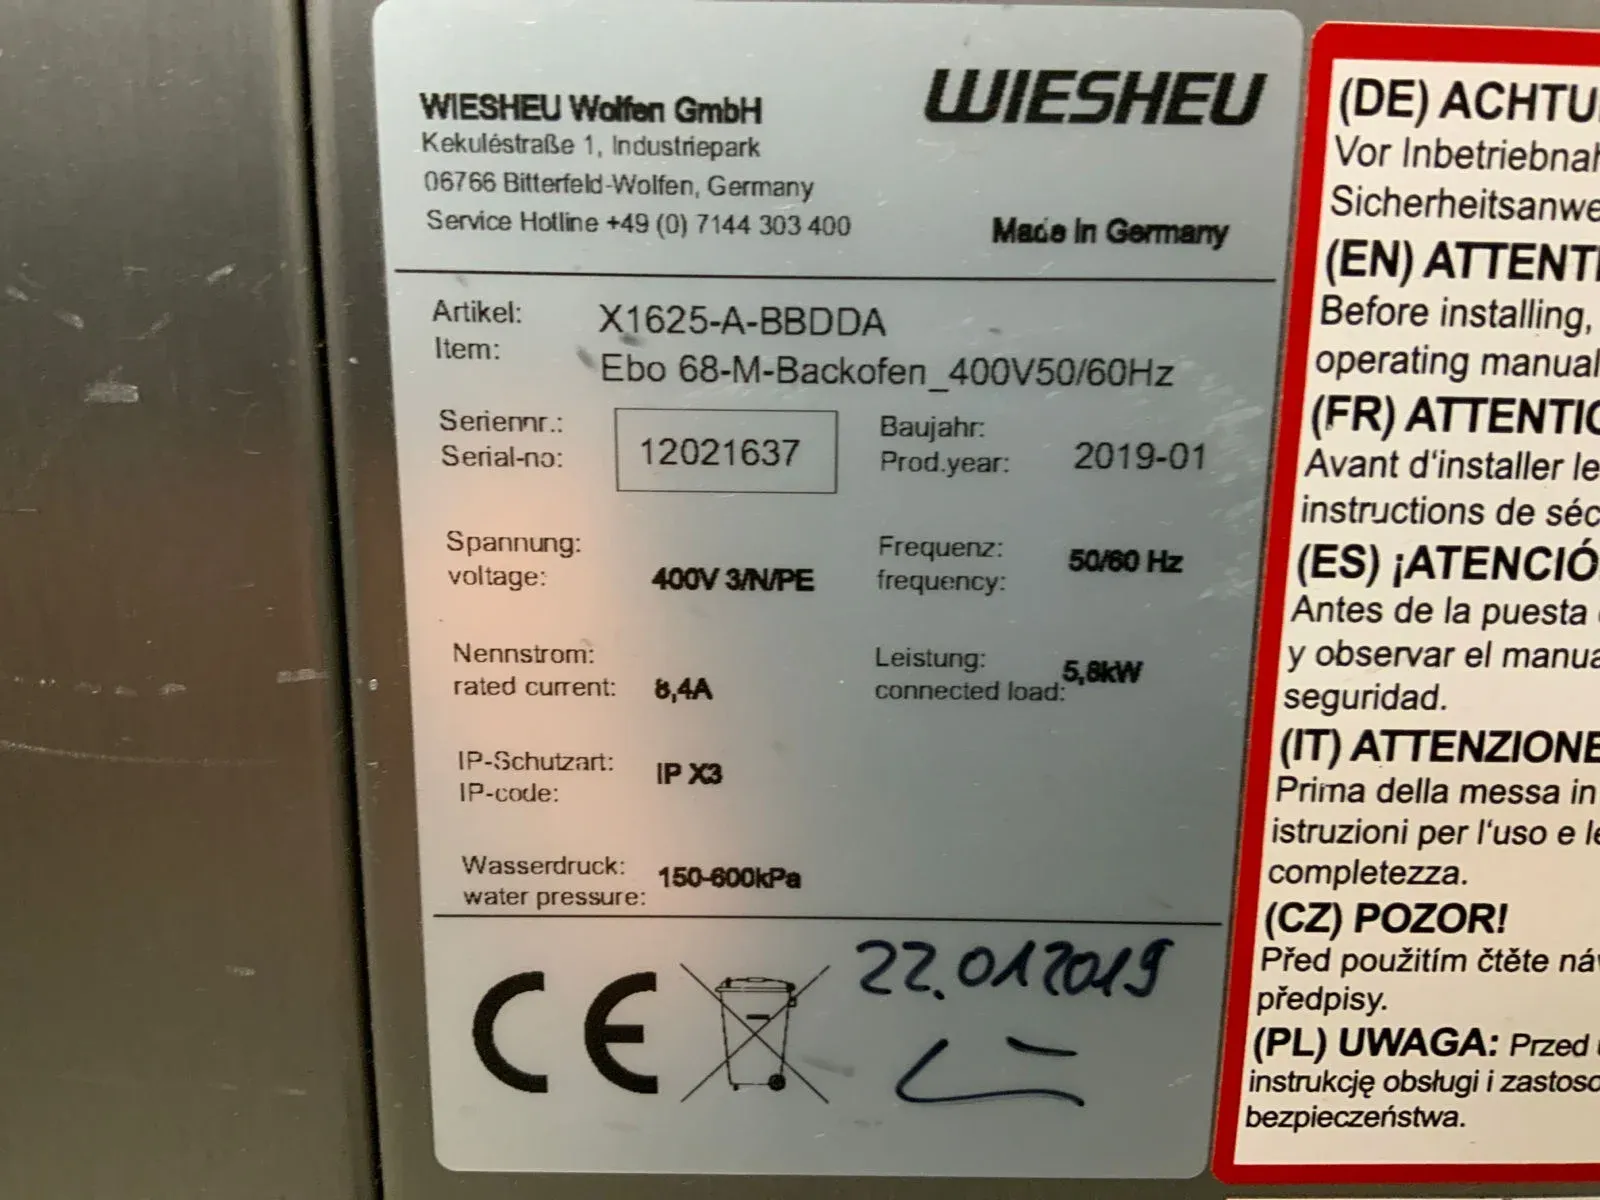 WIESHEU Wolfen GmbH
Kekuléstraße 1, Industriepark
06766 Bitterfeld-Wolfen, Germany
Service Hotline +49 (0) 7144 303 400
WIESHEU
Made In Germany
Artikel:
Item:
X1625-A-BBDDA
Ebo 68-M-Backofen_400V50/60Hz
Seriennr.:
Serial-no:
12021637
Baujahr:
Prod.year:
2019-01
Spannung:
voltage:
400V 3/N/PE
Frequenz:
frequency:
50/60 Hz
Nennstrom:
rated current:
8,4A
Leistung:
connected load:
5,8kW
IP-Schutzart:
IP-code:
IP X3
Wasserdruck:
water pressure:
150-600kPa
CE
22.012019
(DE) ACHTU
Vor Inbetriebnah
Sicherheitsanwe
(EN) ATTENTI
Before installing,
operating manual
(FR) ATTENTIO
Avant d'installer le
instructions de séc
(ES) ¡ATENCIÓ
Antes de la puesta
y observar el manua
seguridad.
(IT) ATTENZIONE
Prima della messa in
istruzioni per l'uso e le
completezza.
(CZ) POZOR!
Před použitím čtěte náv
předpisy.
(PL) UWAGA: Przed
instrukcję obsługi i zastoso
bezpieczeństwa.